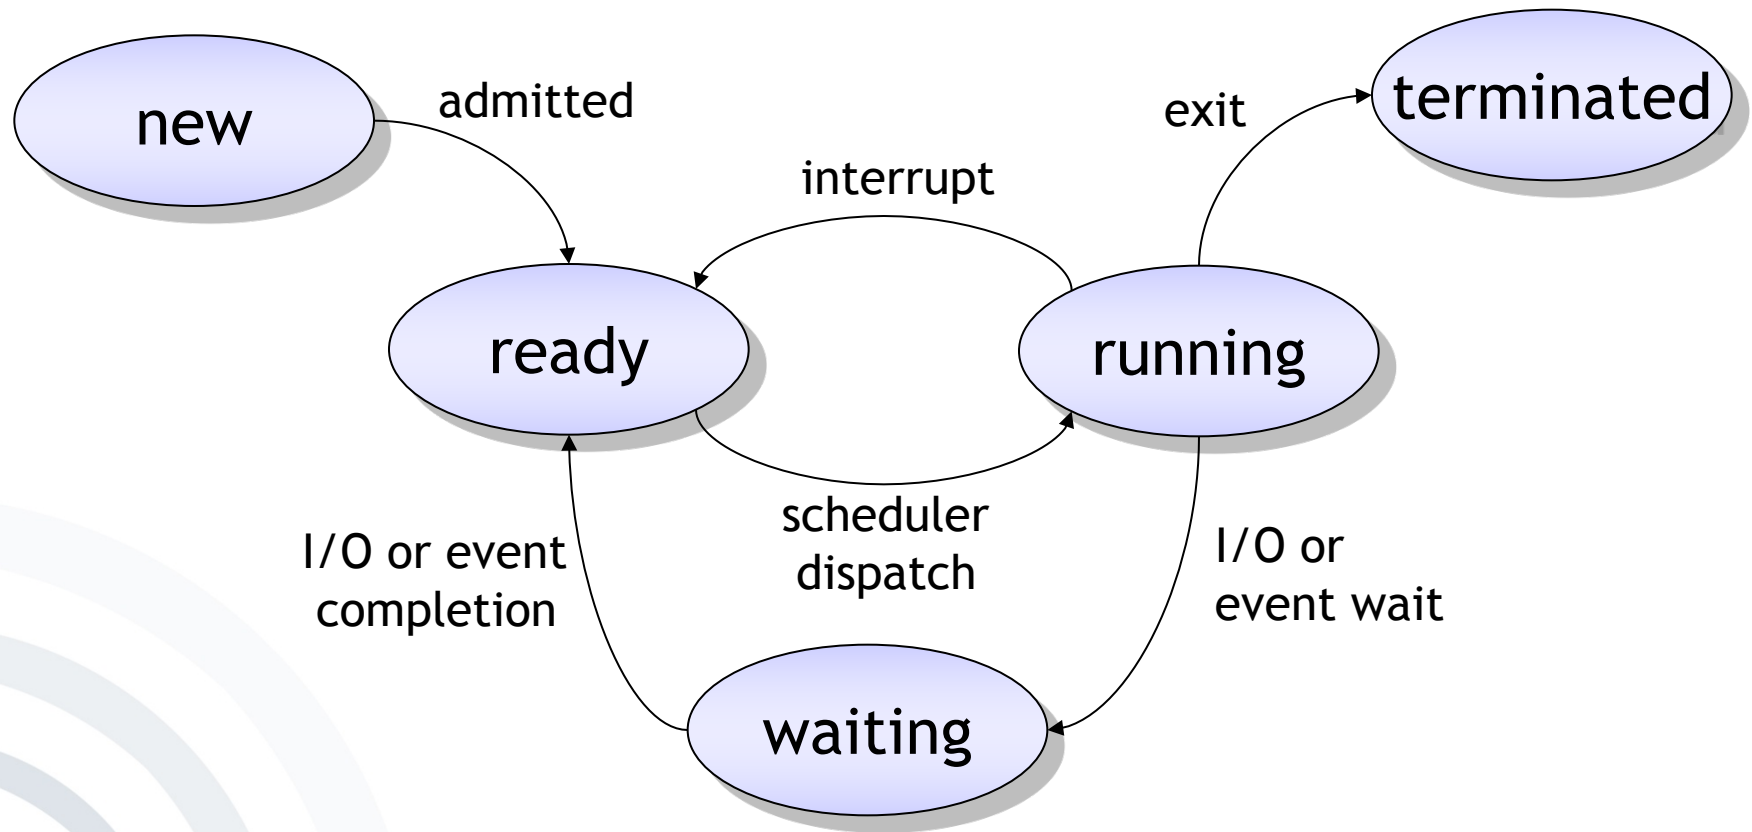 new
admitted
exit
terminated
interrupt
ready
running
scheduler
dispatch
I/O or event
completion
I/O or
event wait
waiting